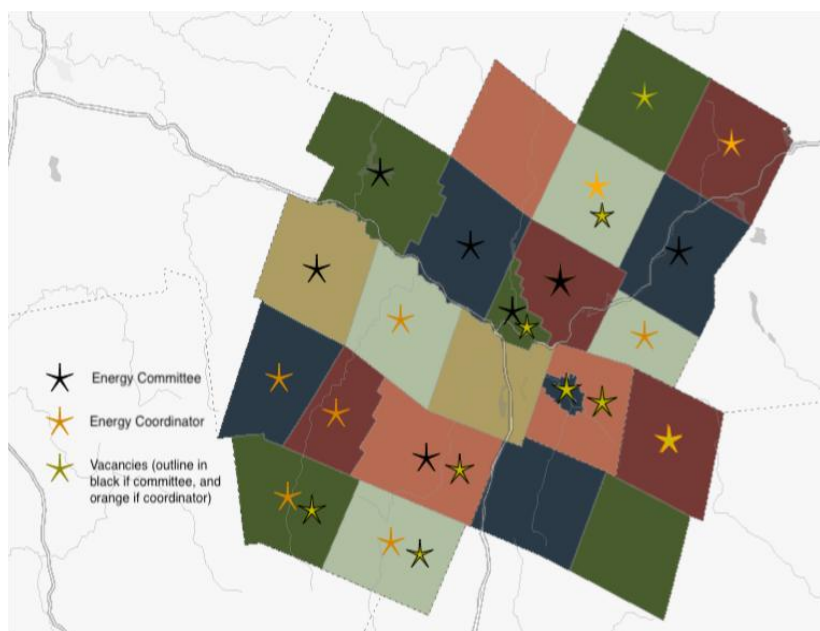 Energy Committee
Energy Coordinator
Vacancies (outline in
black if committee, and
orange if coordinator)